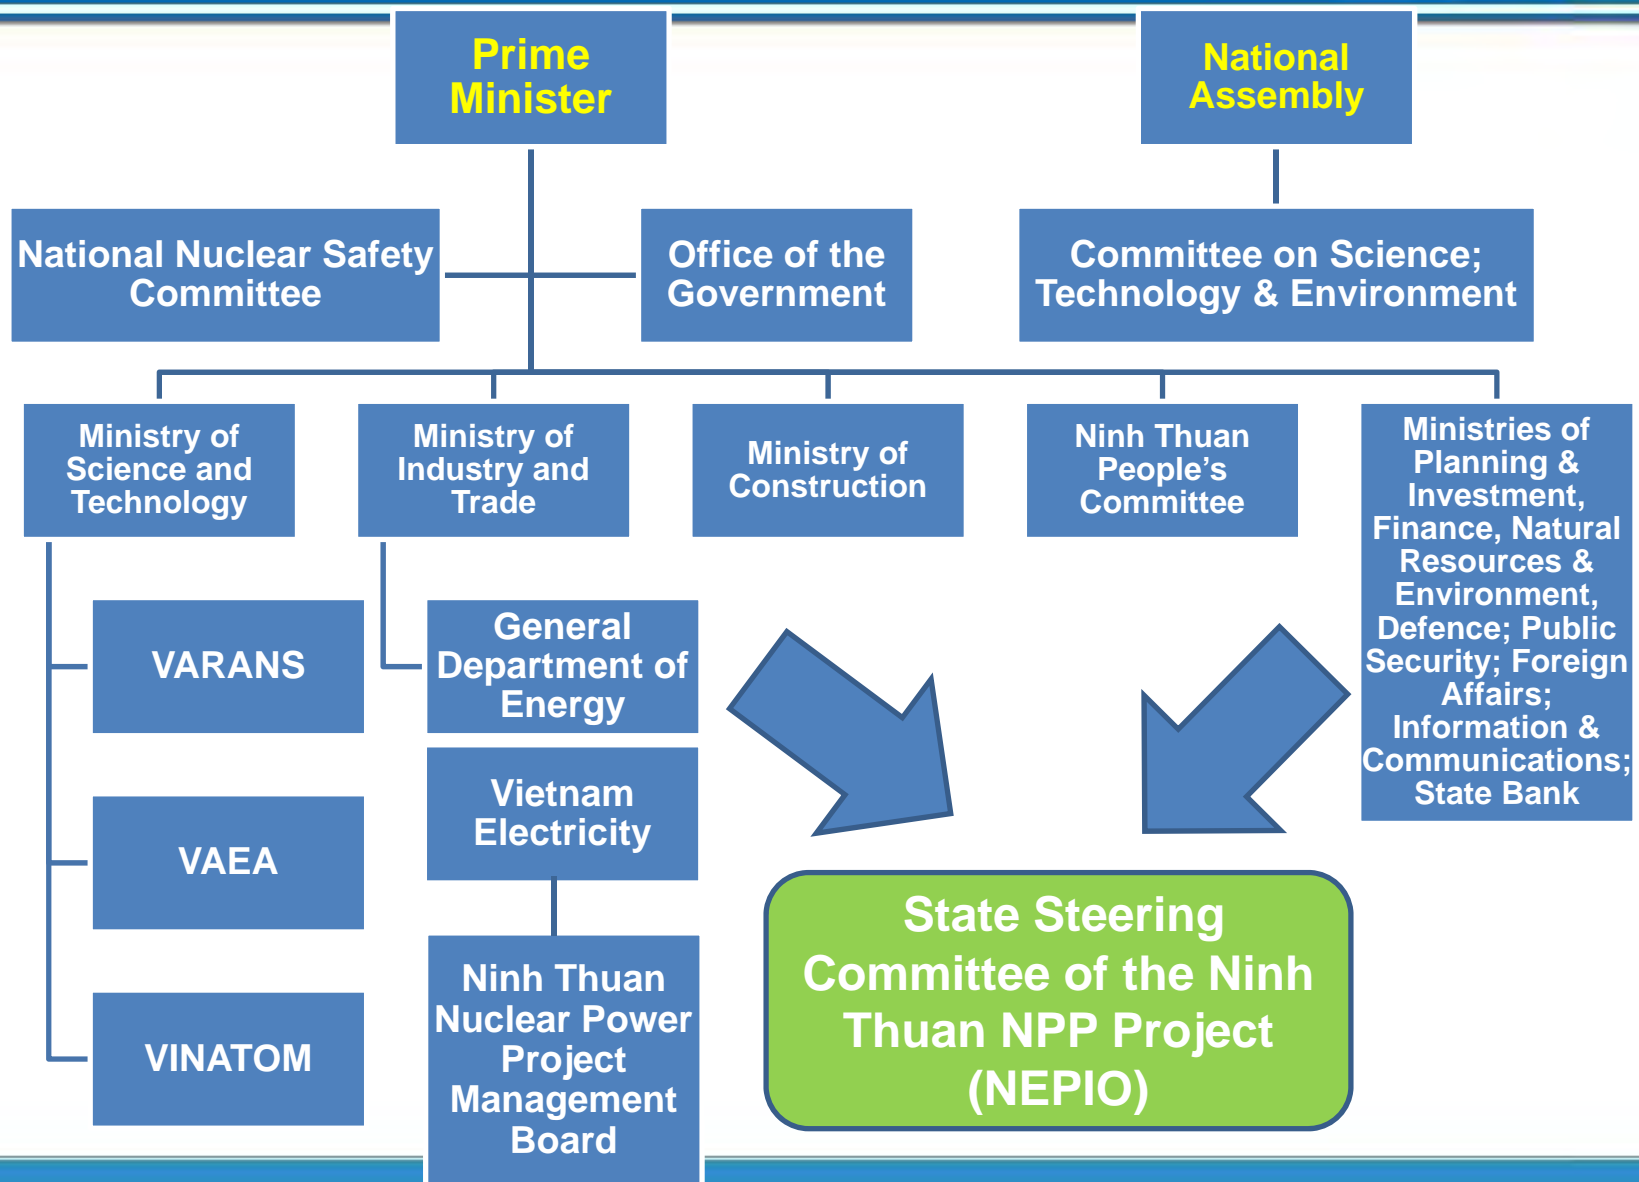 Prime
Minister
National
Assembly
National Nuclear Safety
Committee
Office of the
Government
Committee on Science;
Technology & Environment
Ministry of
Science and
Technology
Ministry of
Industry and
Trade
Ministry of
Construction
Ninh Thuan
People’s
Committee
Ministries of
Planning &
Investment,
Finance, Natural
Resources &
Environment,
Defence; Public
Security; Foreign
Affairs;
Information &
Communications;
State Bank
VARANS
General
Department of
Energy
Vietnam
Electricity
VAEA
VINATOM
Ninh Thuan
Nuclear Power
Project
Management
Board
State Steering
Committee of the Ninh
Thuan NPP Project
(NEPIO)